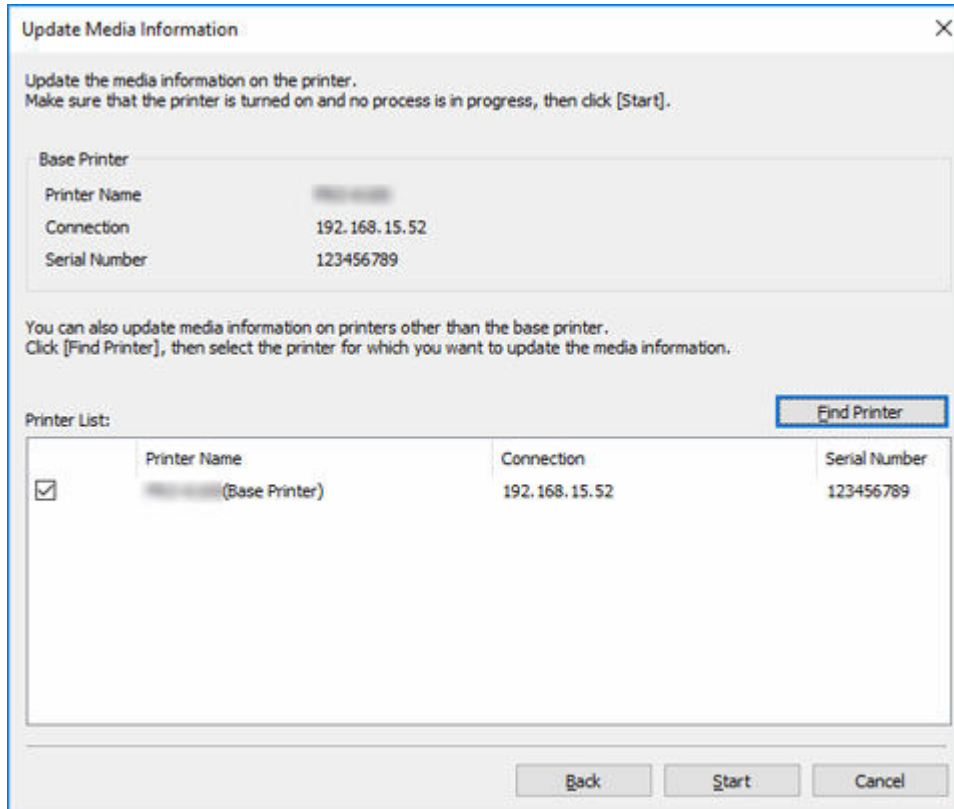 Update Media Information
Update the media information on the printer.
Make sure that the printer is turned on and no process is in progress, then click [Start].
Base Printer
Printer Name
Connection 192.168.15.52
Serial Number 123456789
You can also update media information on printers other than the base printer.
Click [Find Printer], then select the printer for which you want to update the media information.
Find Printer
Printer List:
Printer Name Connection Serial Number
(Base Printer) 192.168.15.52 123456789
Back Start Cancel